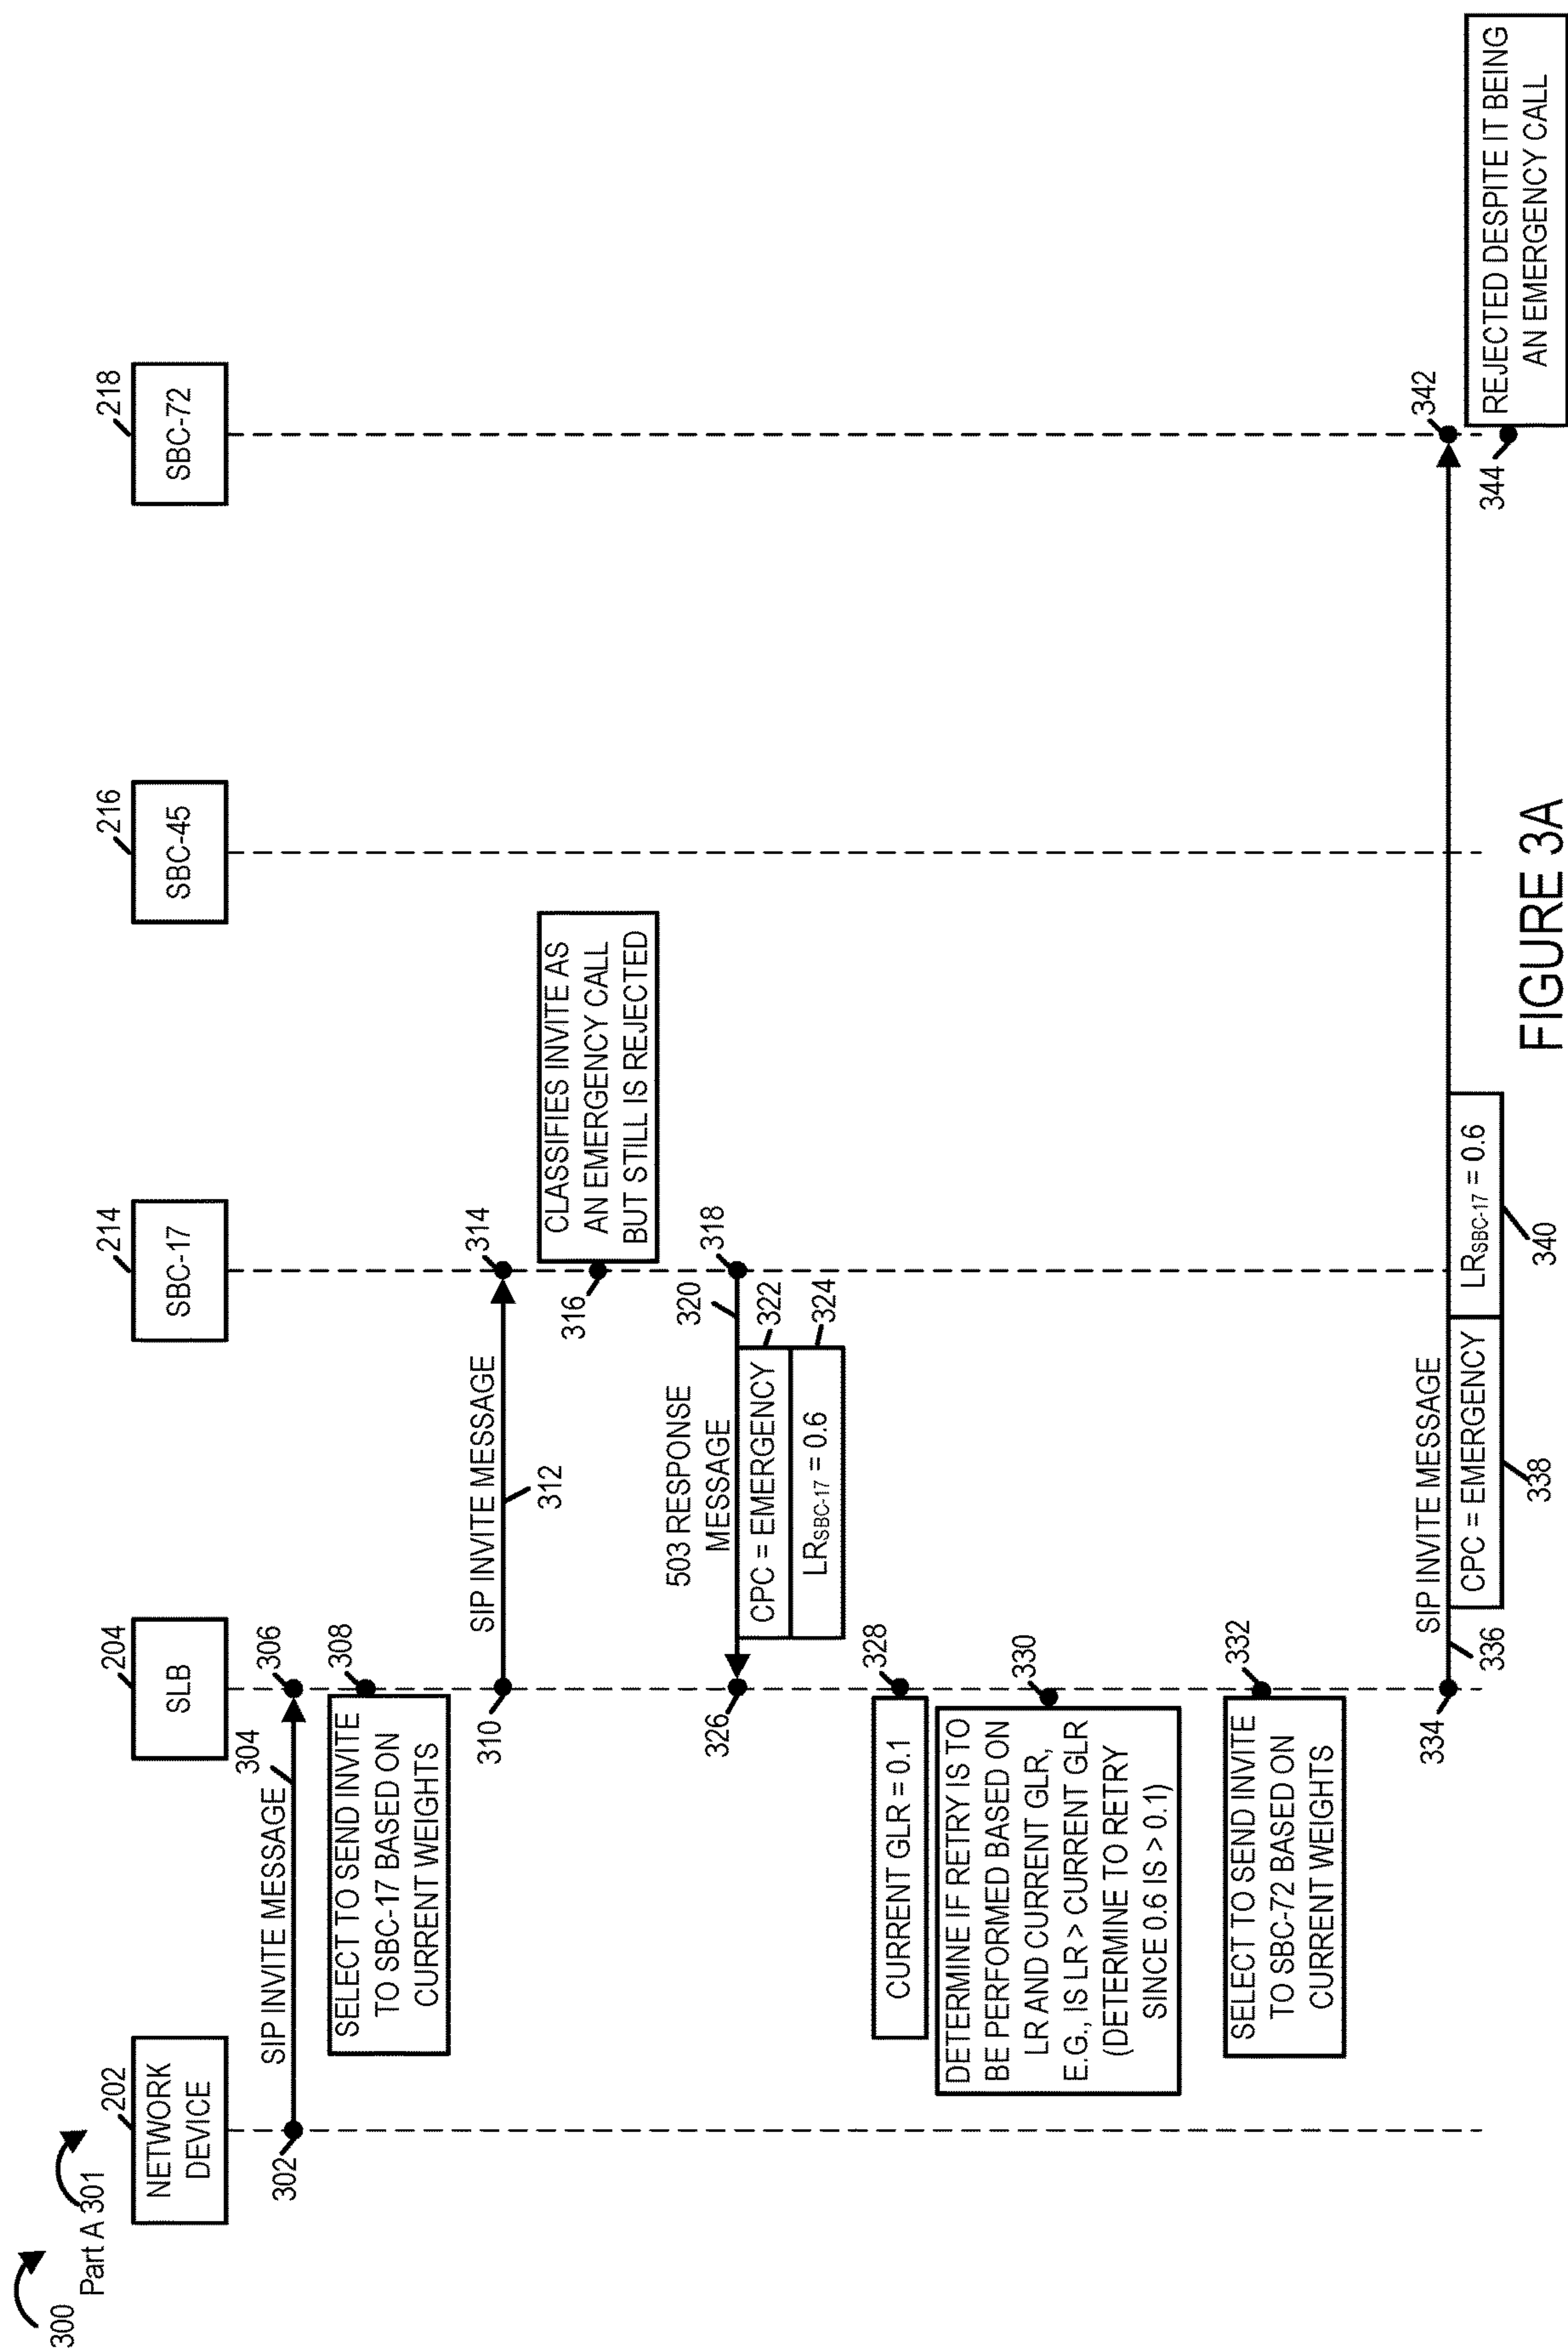 300
Part A 301
202
NETWORK
DEVICE
204
SLB
214
SBC-17
216
SBC-45
218
SBC-72
302
SIP INVITE MESSAGE
304
306
308
SELECT TO SEND INVITE
TO SBC-17 BASED ON
CURRENT WEIGHTS
310
SIP INVITE MESSAGE
312
314
316
CLASSIFIES INVITE AS
AN EMERGENCY CALL
BUT STILL IS REJECTED
318
320
503 RESPONSE
MESSAGE
CPC = EMERGENCY
322
LRSBC-17 = 0.6
324
326
328
CURRENT GLR = 0.1
330
DETERMINE IF RETRY IS TO
BE PERFORMED BASED ON
LR AND CURRENT GLR,
E.G., IS LR > CURRENT GLR
(DETERMINE TO RETRY
SINCE 0.6 IS > 0.1)
332
SELECT TO SEND INVITE
TO SBC-72 BASED ON
CURRENT WEIGHTS
334
336
SIP INVITE MESSAGE
CPC = EMERGENCY
338
LRSBC-17 = 0.6
340
342
344
REJECTED DESPITE IT BEING
AN EMERGENCY CALL
FIGURE 3A